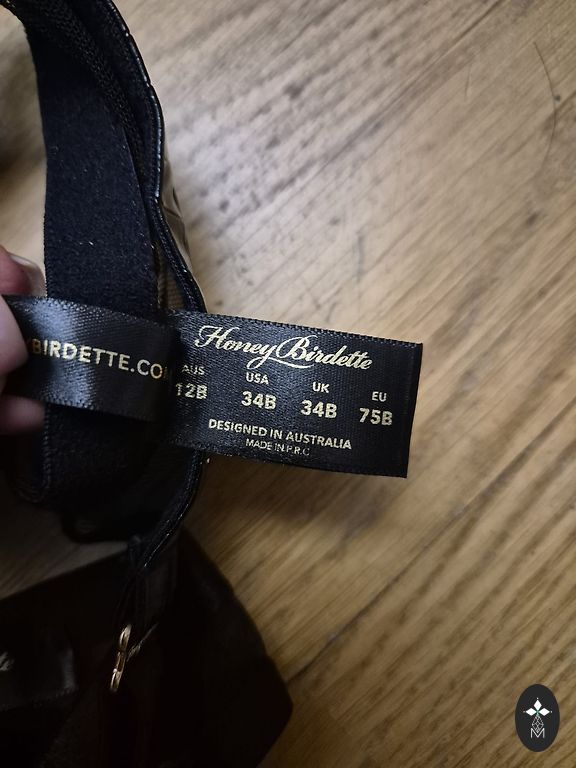 BIRDETTE.CO
Honey Birdette
AUS USA UK EU
12B 34B 34B 75B
DESIGNED IN AUSTRALIA
MADE IN P.R.C
M